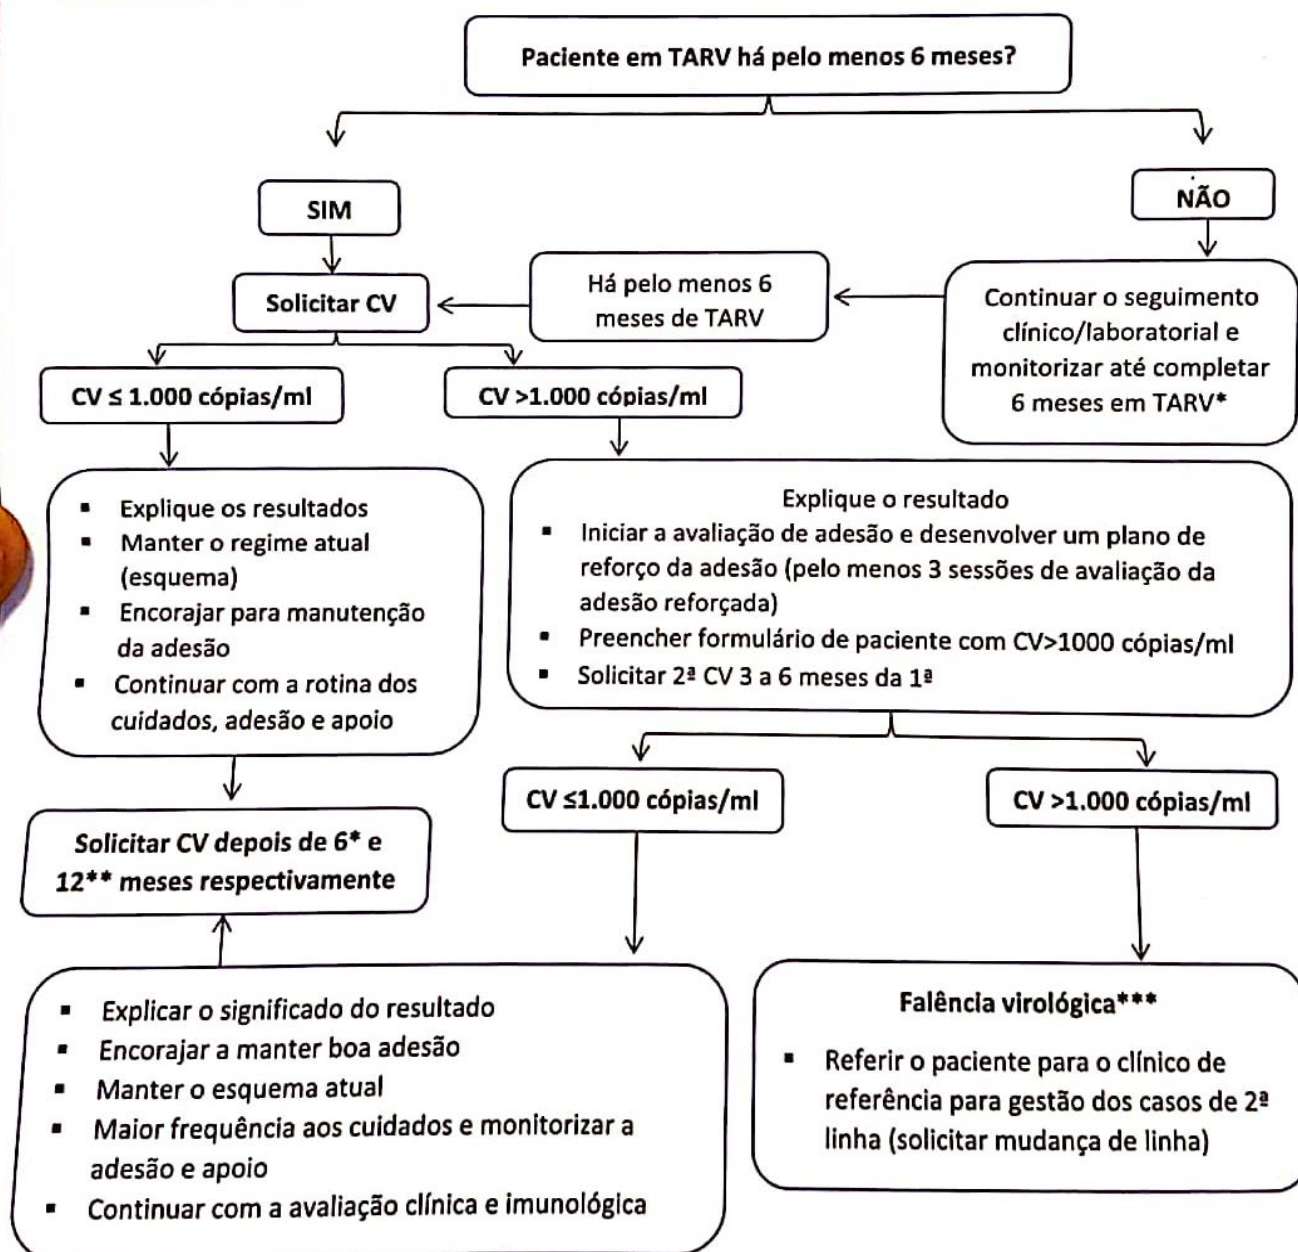 Paciente em TARV há pelo menos 6 meses?
SIM
NÃO
Solicitar CV
Há pelo menos 6
meses de TARV
Continuar o seguimento
clínico/laboratorial e
monitorizar até completar
6 meses em TARV*
CV ≤ 1.000 cópias/ml
CV >1.000 cópias/ml
▪ Explique os resultados
▪ Manter o regime atual
(esquema)
▪ Encorajar para manutenção
da adesão
▪ Continuar com a rotina dos
cuidados, adesão e apoio
Explique o resultado
▪ Iniciar a avaliação de adesão e desenvolver um plano de
reforço da adesão (pelo menos 3 sessões de avaliação da
adesão reforçada)
▪ Preencher formulário de paciente com CV>1000 cópias/ml
▪ Solicitar 2ª CV 3 a 6 meses da 1ª
CV ≤1.000 cópias/ml
CV >1.000 cópias/ml
Solicitar CV depois de 6* e
12** meses respectivamente
▪ Explicar o significado do resultado
▪ Encorajar a manter boa adesão
▪ Manter o esquema atual
▪ Maior frequência aos cuidados e monitorizar a
adesão e apoio
▪ Continuar com a avaliação clínica e imunológica
Falência virológica***
▪ Referir o paciente para o clínico de
referência para gestão dos casos de 2ª
linha (solicitar mudança de linha)